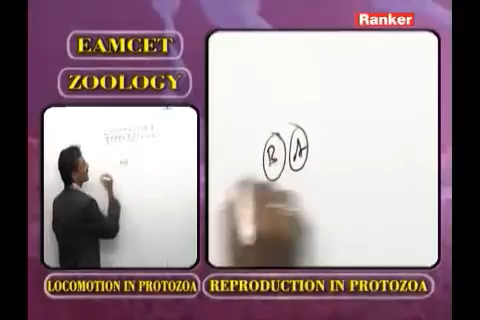 Ranker
EAMCET
ZOOLOGY
B A
LOCOMOTION IN PROTOZOA
REPRODUCTION IN PROTOZOA